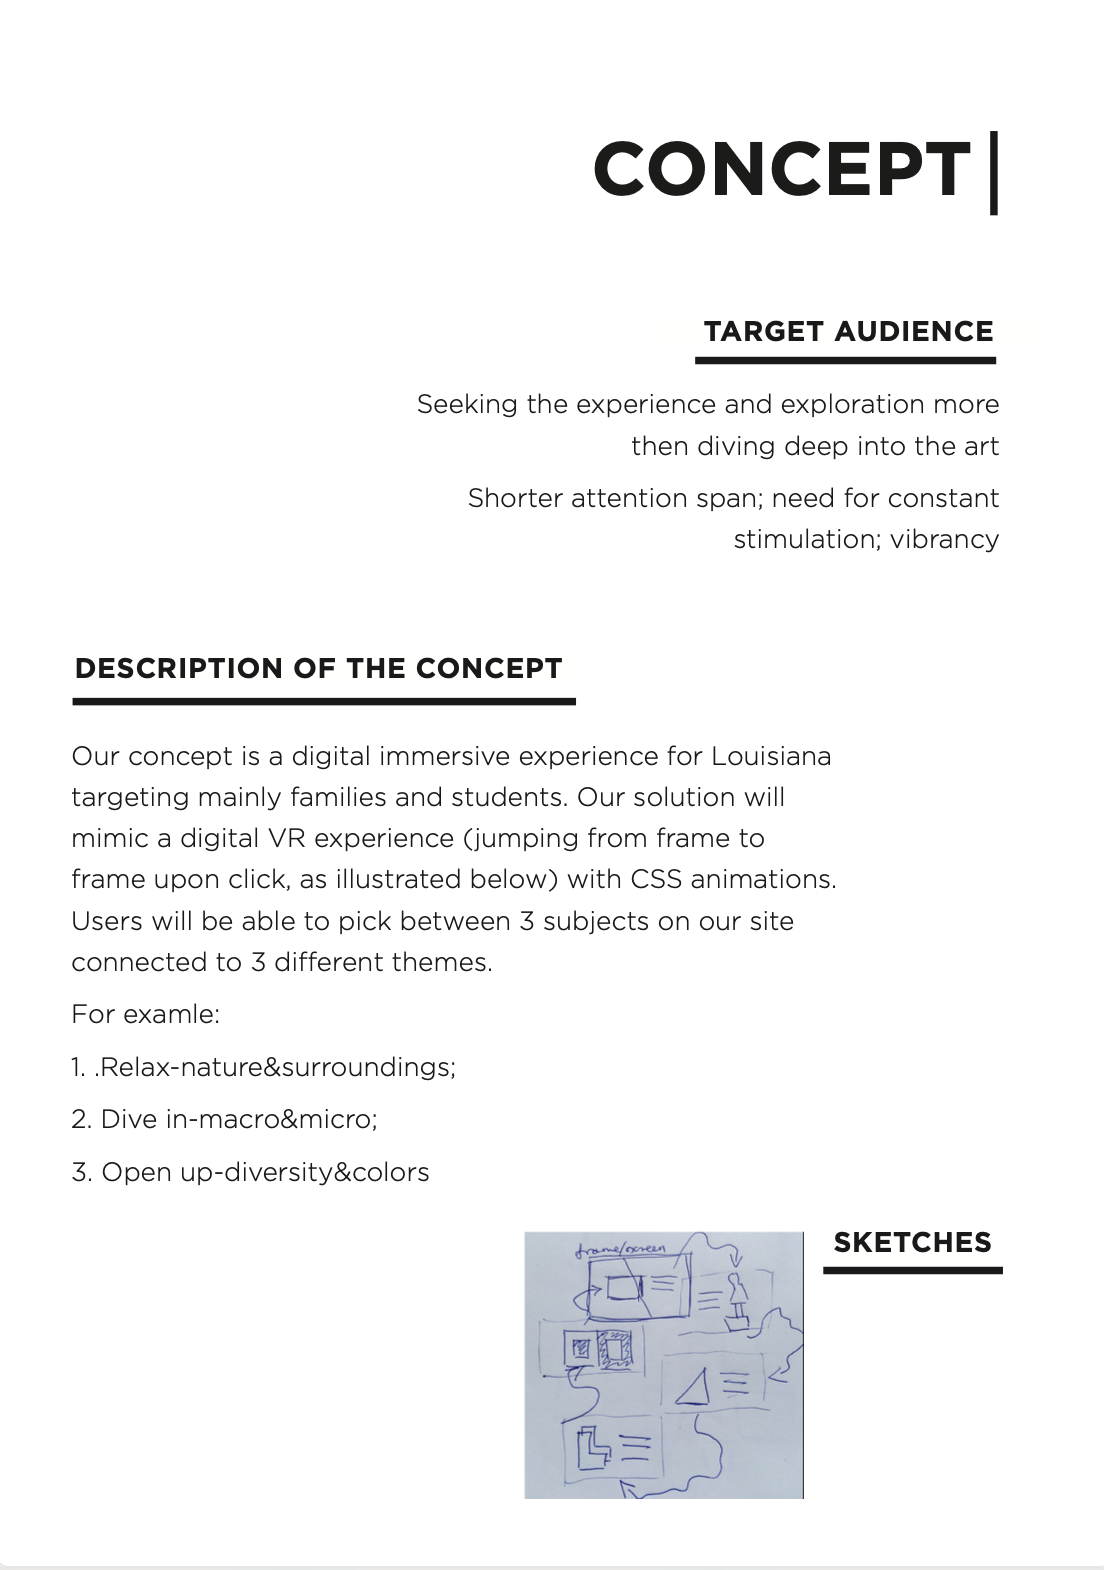 CONCEPT
TARGET AUDIENCE
Seeking the experience and exploration more
then diving deep into the art
Shorter attention span; need for constant
stimulation; vibrancy
DESCRIPTION OF THE CONCEPT
Our concept is a digital immersive experience for Louisiana
targeting mainly families and students. Our solution will
mimic a digital VR experience (jumping from frame to
frame upon click, as illustrated below) with CSS animations.
Users will be able to pick between 3 subjects on our site
connected to 3 different themes.
For examle:
1. .Relax-nature&surroundings;
2. Dive in-macro&micro;
3. Open up-diversity&colors
SKETCHES
frame/screen